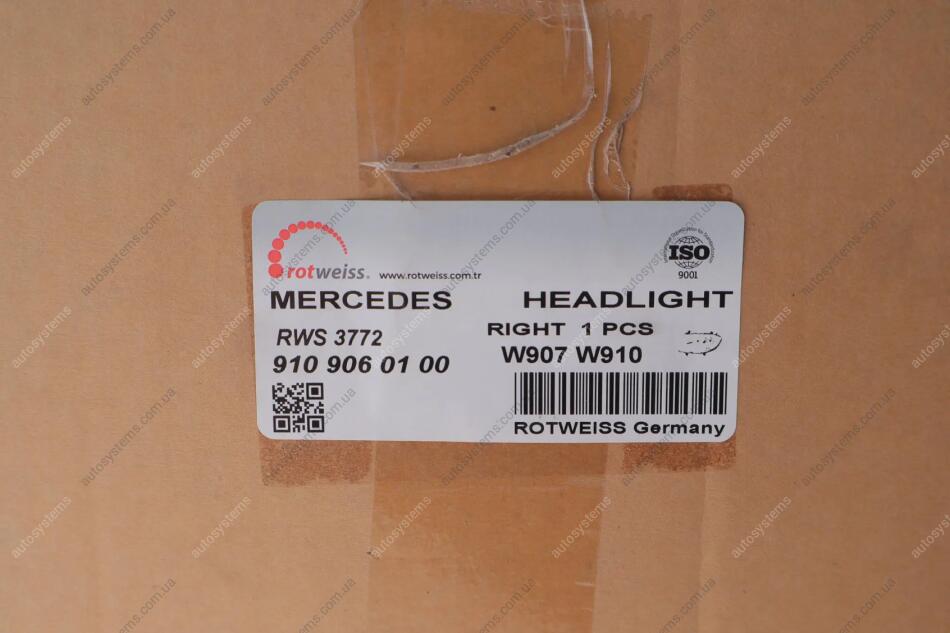 rotweiss.
www.rotweiss.com.tr
ISO
9001
MERCEDES
HEADLIGHT
RWS 3772
RIGHT 1 PCS
910 906 01 00
W907 W910
ROTWEISS Germany
autosystems.com.ua